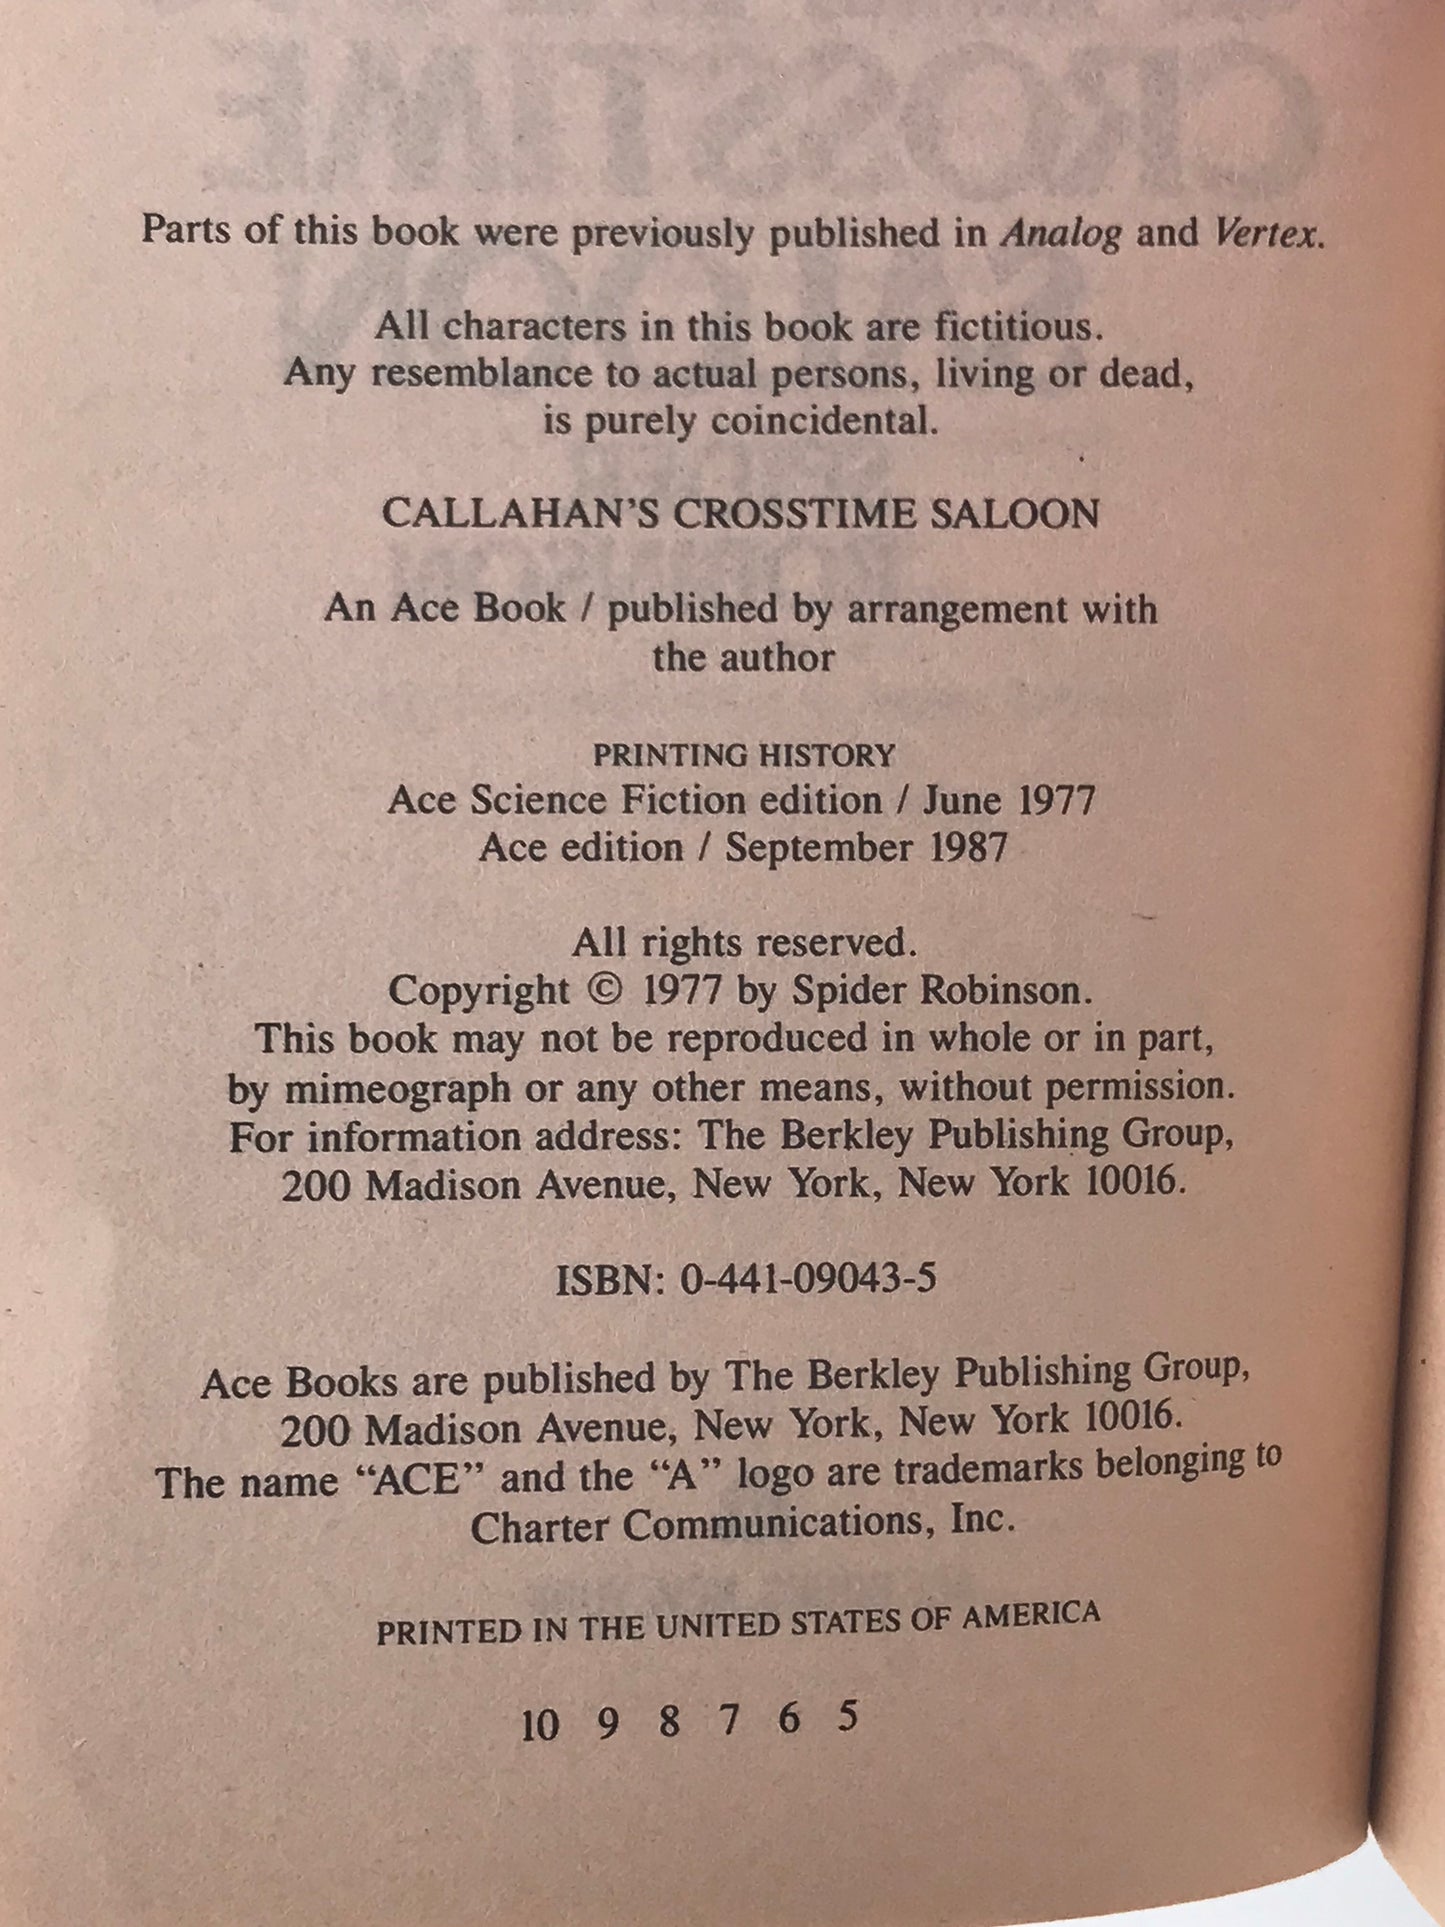 Parts of this book were previously published in Analog and Vertex.
All characters in this book are fictitious.
Any resemblance to actual persons, living or dead,
is purely coincidental.
CALLAHAN'S CROSSTIME SALOON
An Ace Book / published by arrangement with
the author
PRINTING HISTORY
Ace Science Fiction edition / June 1977
Ace edition / September 1987
All rights reserved.
Copyright © 1977 by Spider Robinson.
This book may not be reproduced in whole or in part,
by mimeograph or any other means, without permission.
For information address: The Berkley Publishing Group,
200 Madison Avenue, New York, New York 10016.
ISBN: 0-441-09043-5
Ace Books are published by The Berkley Publishing Group,
200 Madison Avenue, New York, New York 10016.
The name “ACE” and the “A” logo are trademarks belonging to
Charter Communications, Inc.
PRINTED IN THE UNITED STATES OF AMERICA
10 9 8 7 6 5